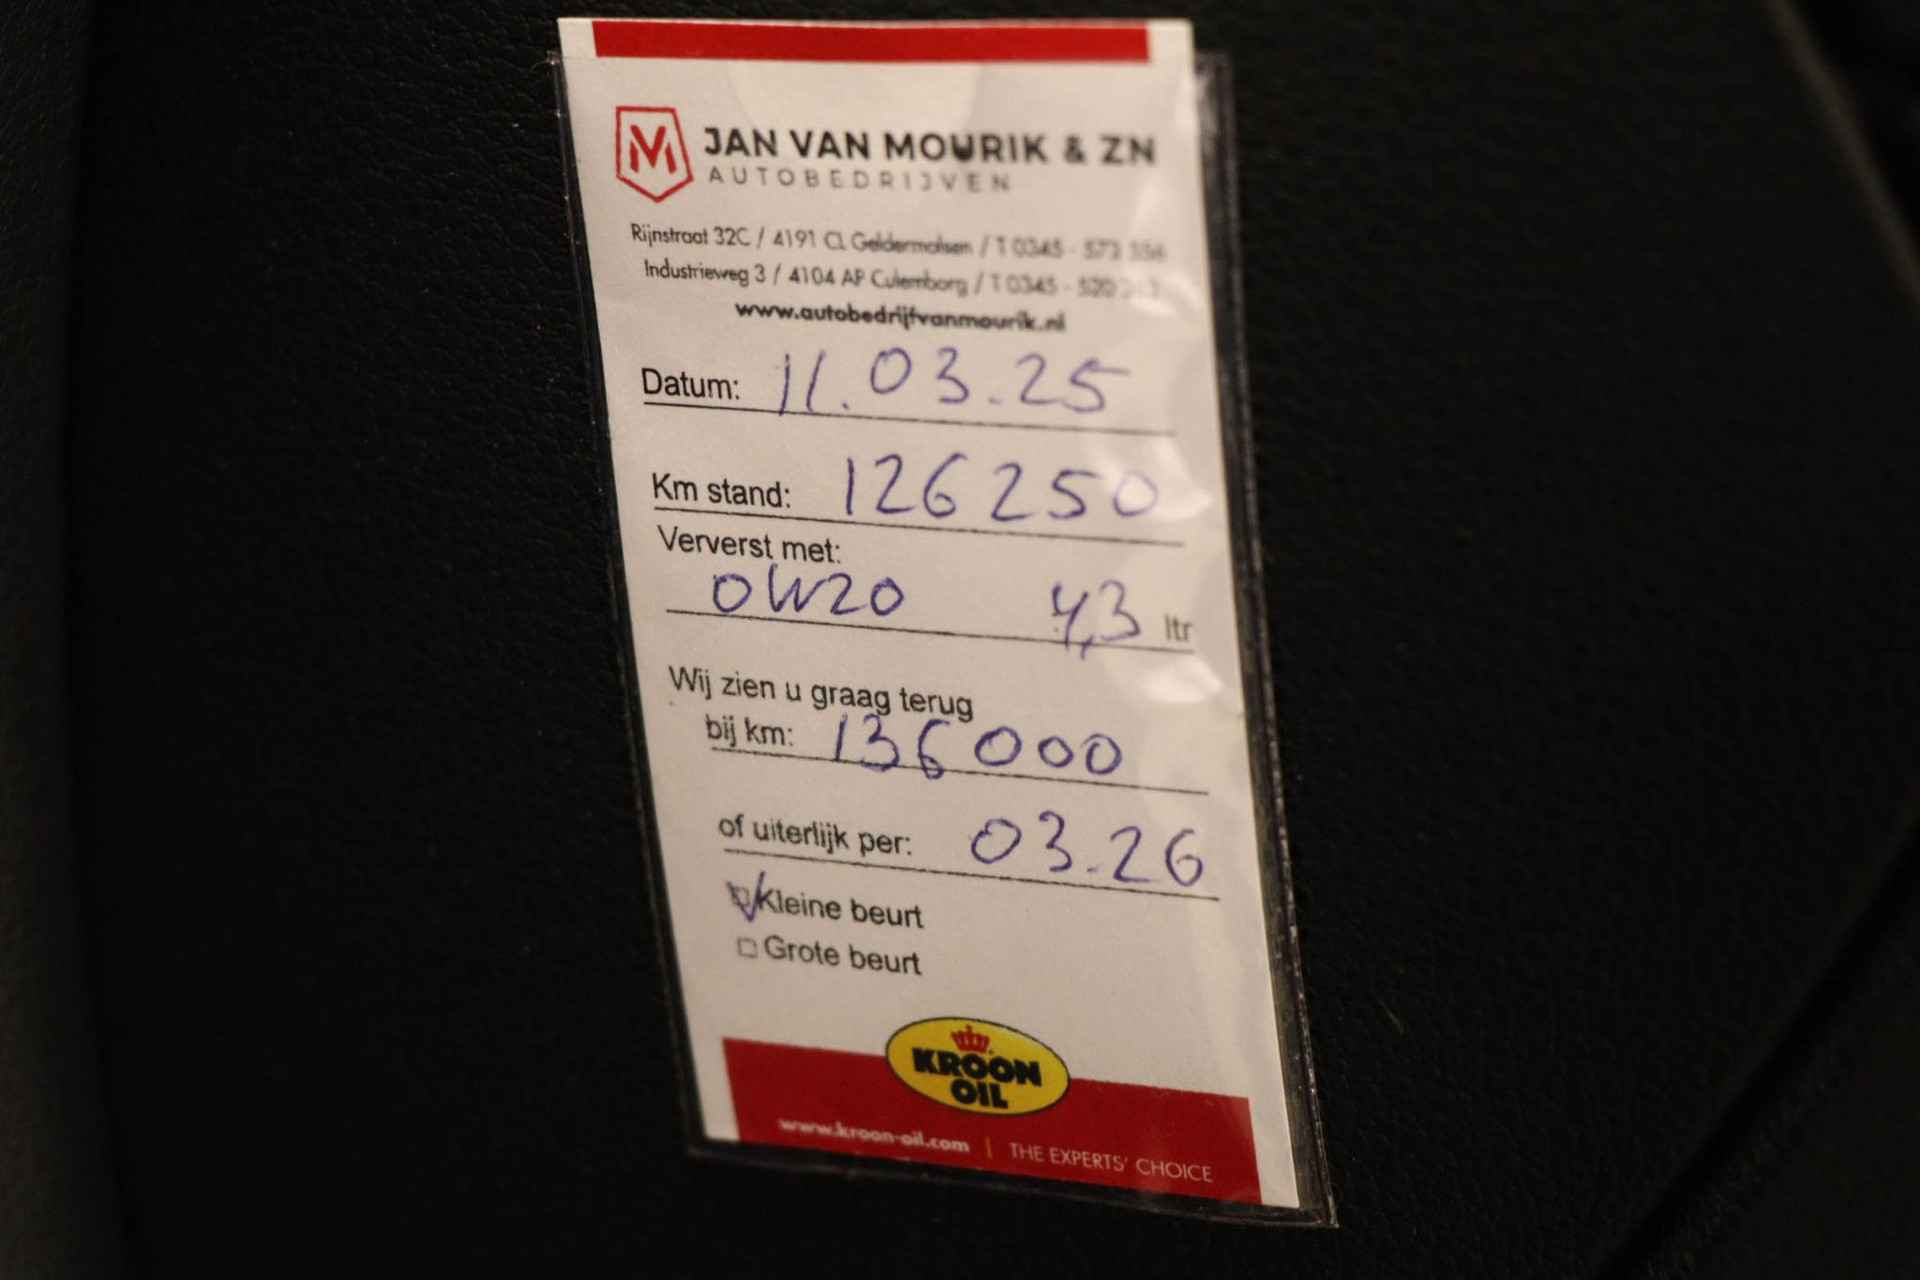 JAN VAN MOURIK & ZN
AUTOBEDRIJVEN
Rijnstraat 32C / 4191 CL Geldermalsen / T 0345 - 573 556
Industrieweg 3 / 4104 AP Culemborg / T 0345 - 520
www.autobedrijfvanmourik.nl
Datum: 11.03.25
Km stand: 126250
Ververst met:
0W20 4,3 ltr
Wij zien u graag terug
bij km: 136000
of uiterlijk per: 03.26
Kleine beurt
Grote beurt
KROON
OIL
www.kroon-oil.com | THE EXPERTS' CHOICE